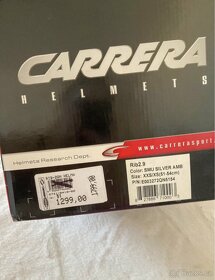 CARRERA
HELMETS
Helmets Research Dept.
www.carrerasport.
1299,00
Rib2.9
Color: SMU SILVER AMB
Size: XXS/XS(51-54cm)
P/N:E003272QN5154